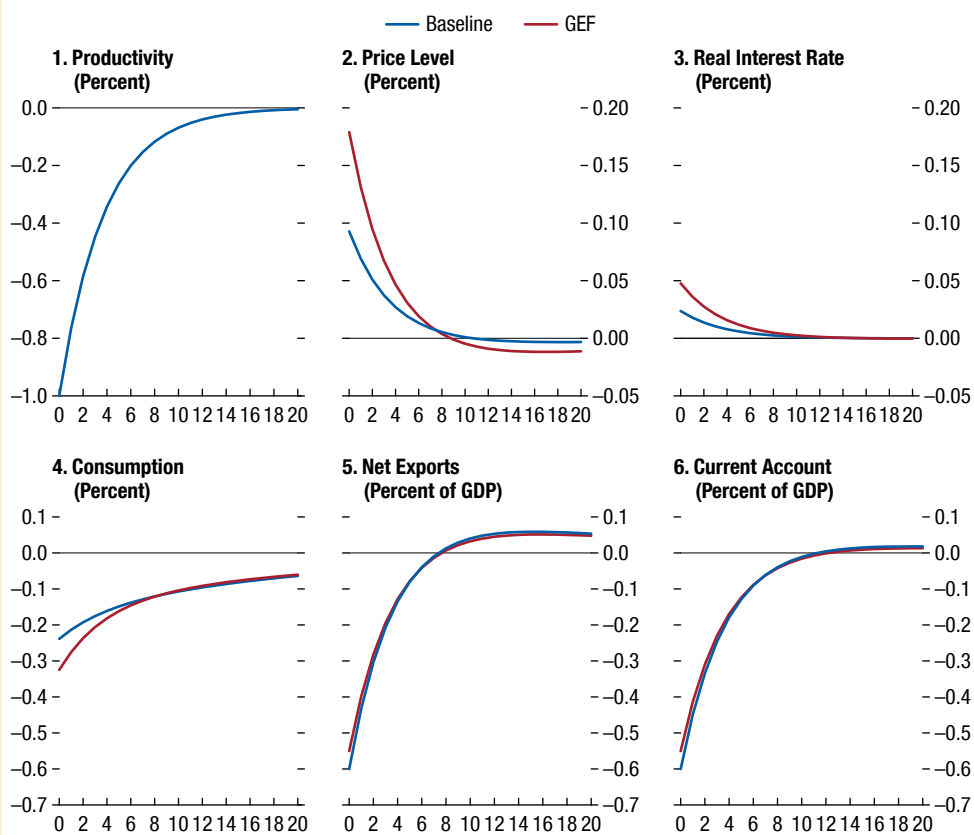 Baseline GEF
1. Productivity
(Percent)
0.0
–0.2
–0.4
–0.6
–0.8
–1.0
0 2 4 6 8 10 12 14 16 18 20
2. Price Level
(Percent)
0.20
0.15
0.10
0.05
0.00
–0.05
0 2 4 6 8 10 12 14 16 18 20
3. Real Interest Rate
(Percent)
0.20
0.15
0.10
0.05
0.00
–0.05
0 2 4 6 8 10 12 14 16 18 20
4. Consumption
(Percent)
0.1
0.0
–0.1
–0.2
–0.3
–0.4
–0.5
–0.6
–0.7
0 2 4 6 8 10 12 14 16 18 20
5. Net Exports
(Percent of GDP)
0.1
0.0
–0.1
–0.2
–0.3
–0.4
–0.5
–0.6
–0.7
0 2 4 6 8 10 12 14 16 18 20
6. Current Account
(Percent of GDP)
0.1
0.0
–0.1
–0.2
–0.3
–0.4
–0.5
–0.6
–0.7
0 2 4 6 8 10 12 14 16 18 20